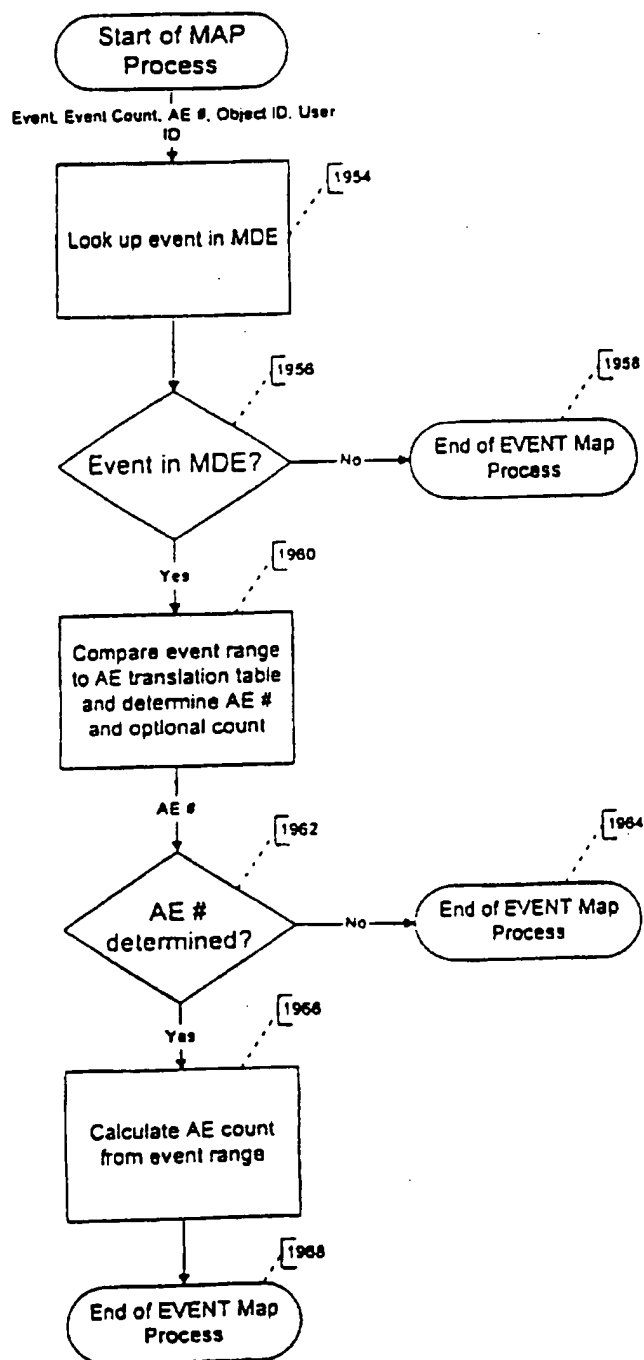 Start of MAP
Process
Event, Event Count, AE #, Object ID, User
ID
1954
Look up event in MDE
1956
1958
Event in MDE?
No
End of EVENT Map
Process
Yes
1960
Compare event range
to AE translation table
and determine AE #
and optional count
AE #
1962
1964
AE #
determined?
No
End of EVENT Map
Process
Yes
1966
Calculate AE count
from event range
1968
End of EVENT Map
Process